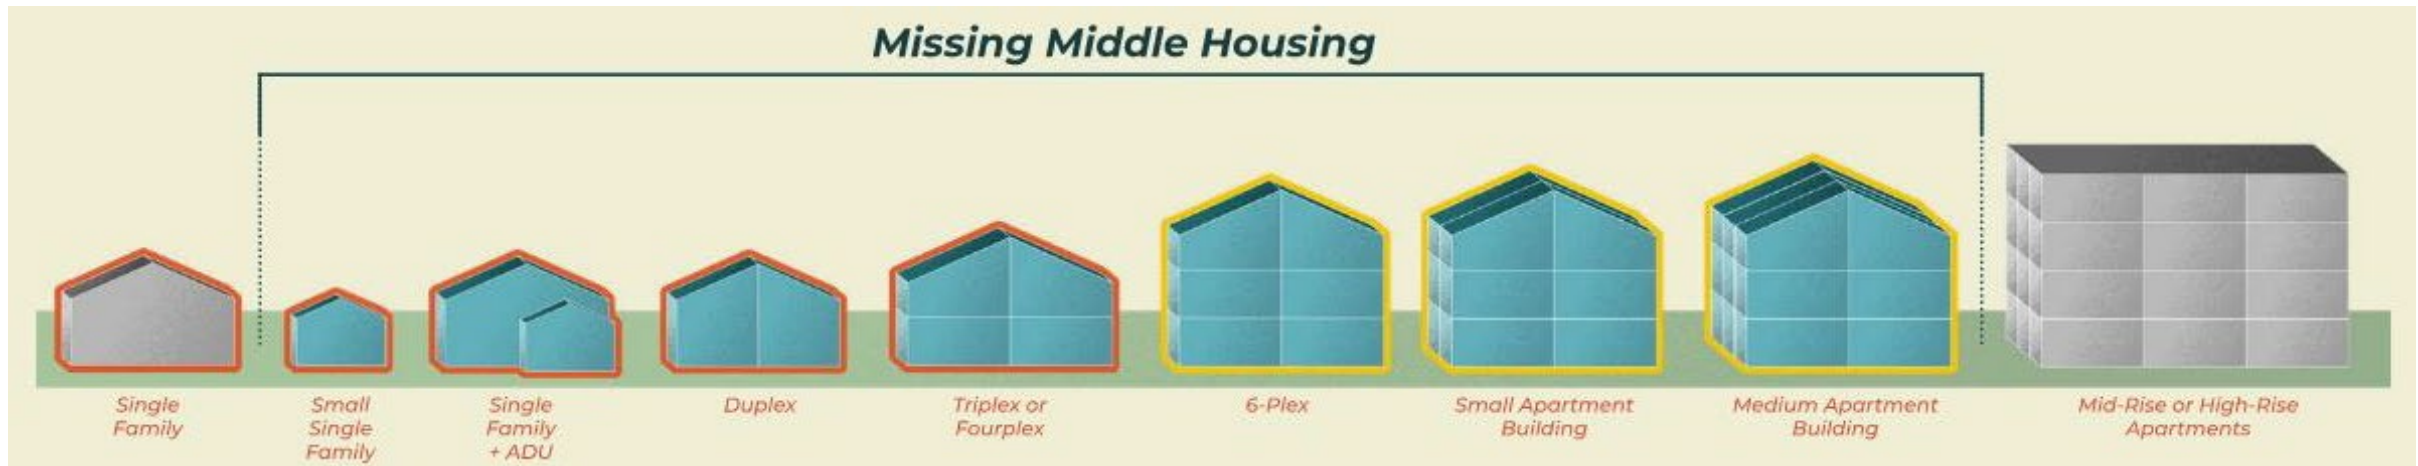 Missing Middle Housing
Single
Family
Small
Single
Family
Single
Family
+ ADU
Duplex
Triplex or
Fourplex
6-Plex
Small Apartment
Building
Medium Apartment
Building
Mid-Rise or High-Rise
Apartments